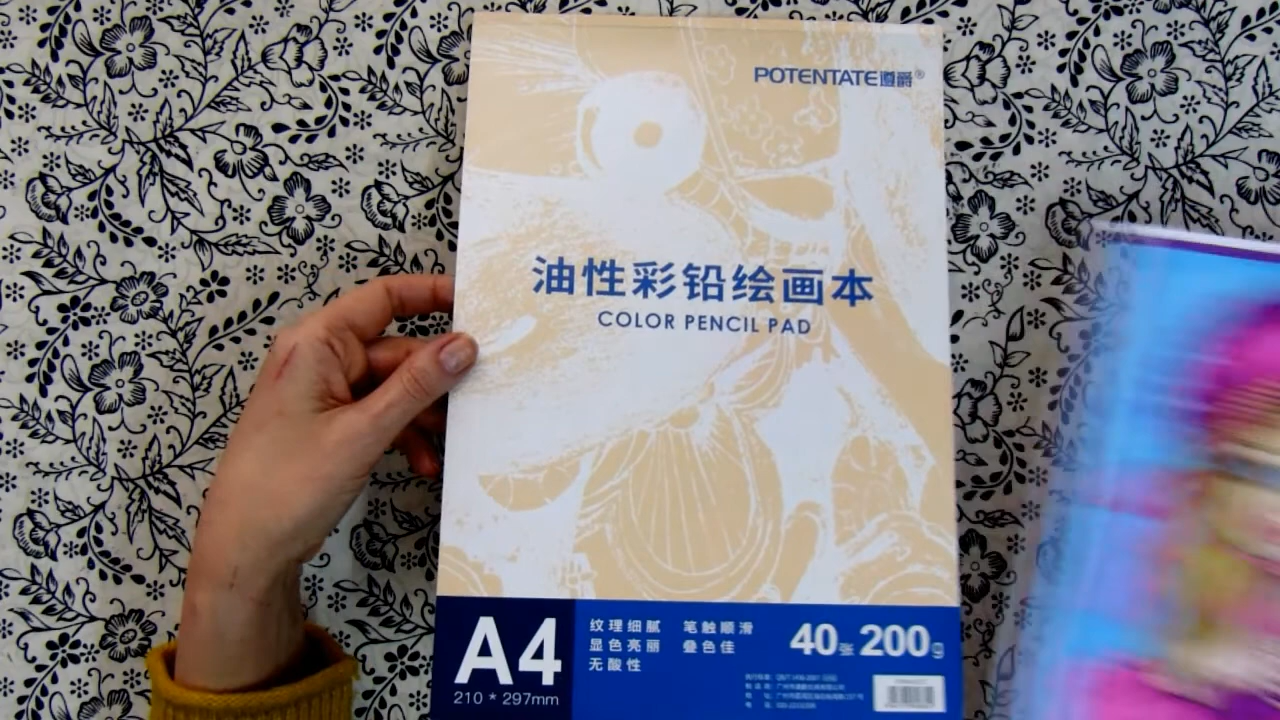 POTENTATE遵爵®
油性彩铅绘画本
COLOR PENCIL PAD
A4
210 * 297mm
纹理细腻 笔触顺滑
显色亮丽 叠色佳
无酸性
40张 200g